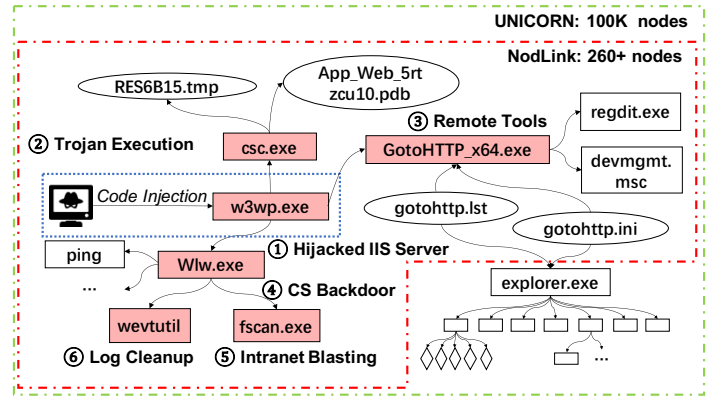 UNICORN: 100K nodes
NodLink: 260+ nodes
RES6B15.tmp
App_Web_5rt
zcu10.pdb
② Trojan Execution
csc.exe
③ Remote Tools
GotoHTTP_x64.exe
regdit.exe
devmgmt.
msc
Code Injection
w3wp.exe
gotohttp.lst
gotohttp.ini
① Hijacked IIS Server
ping
Wlw.exe
...
④ CS Backdoor
explorer.exe
wevtutil
fscan.exe
⑥ Log Cleanup
⑤ Intranet Blasting
...